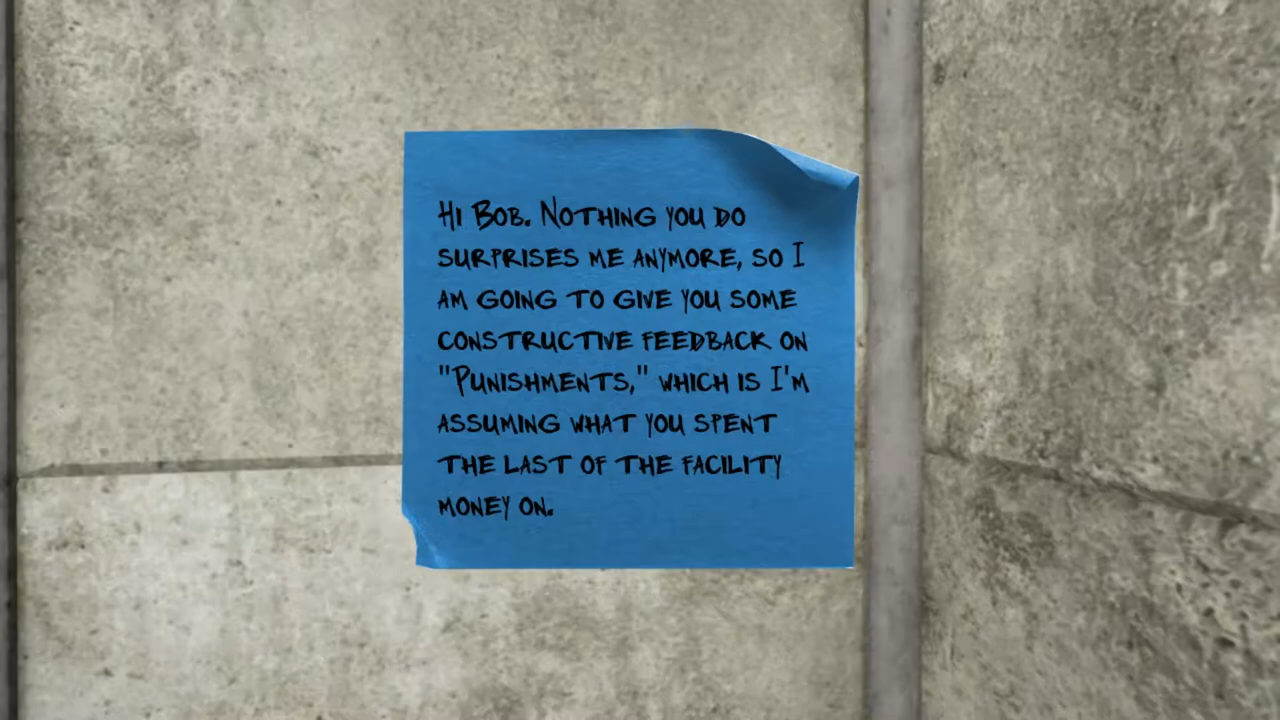 Hi Bob. Nothing you do
surprises me anymore, so I
am going to give you some
constructive feedback on
"Punishments," which is I'm
assuming what you spent
the last of the facility
money on.